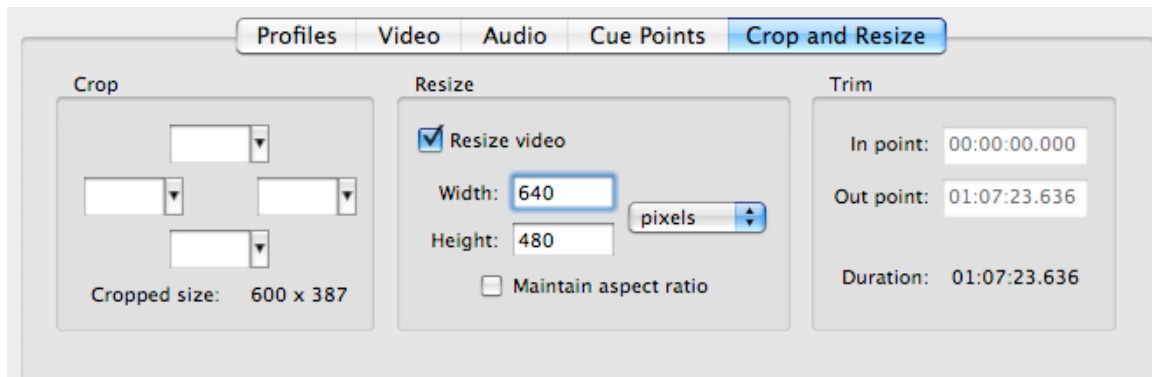 Profiles Video Audio Cue Points Crop and Resize
Crop
Cropped size: 600 x 387
Resize
Resize video
Width: 640
pixels
Height: 480
Maintain aspect ratio
Trim
In point: 00:00:00.000
Out point: 01:07:23.636
Duration: 01:07:23.636